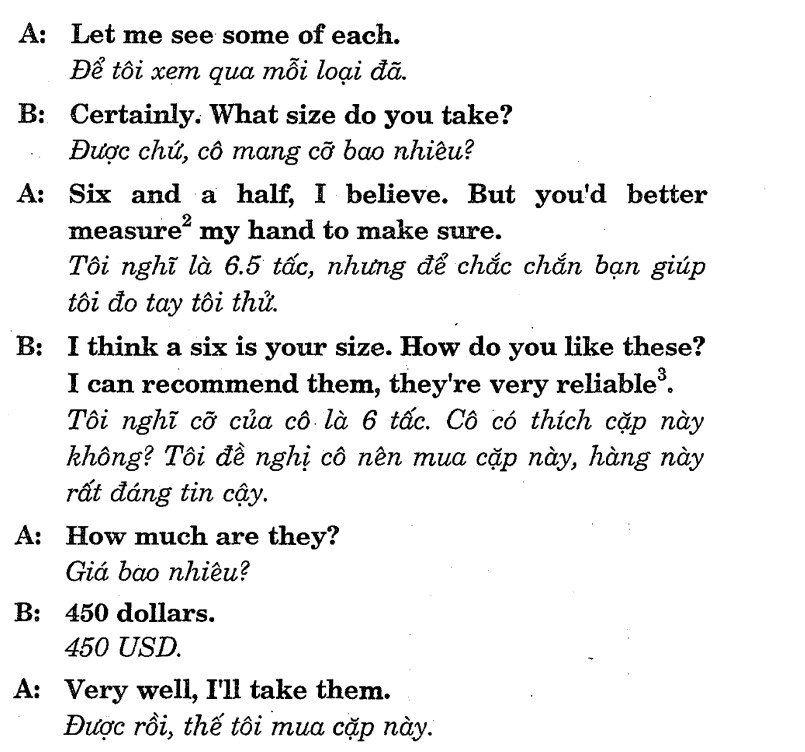 A: Let me see some of each.
Để tôi xem qua mỗi loại đã.
B: Certainly. What size do you take?
Được chứ, cô mang cỡ bao nhiêu?
A: Six and a half, I believe. But you'd better
measure² my hand to make sure.
Tôi nghĩ là 6.5 tấc, nhưng để chắc chắn bạn giúp
tôi đo tay tôi thử.
B: I think a six is your size. How do you like these?
I can recommend them, they're very reliable³.
Tôi nghĩ cỡ của cô là 6 tấc. Cô có thích cặp này
không? Tôi đề nghị cô nên mua cặp này, hàng này
rất đáng tin cậy.
A: How much are they?
Giá bao nhiêu?
B: 450 dollars.
450 USD.
A: Very well, I'll take them.
Được rồi, thế tôi mua cặp này.